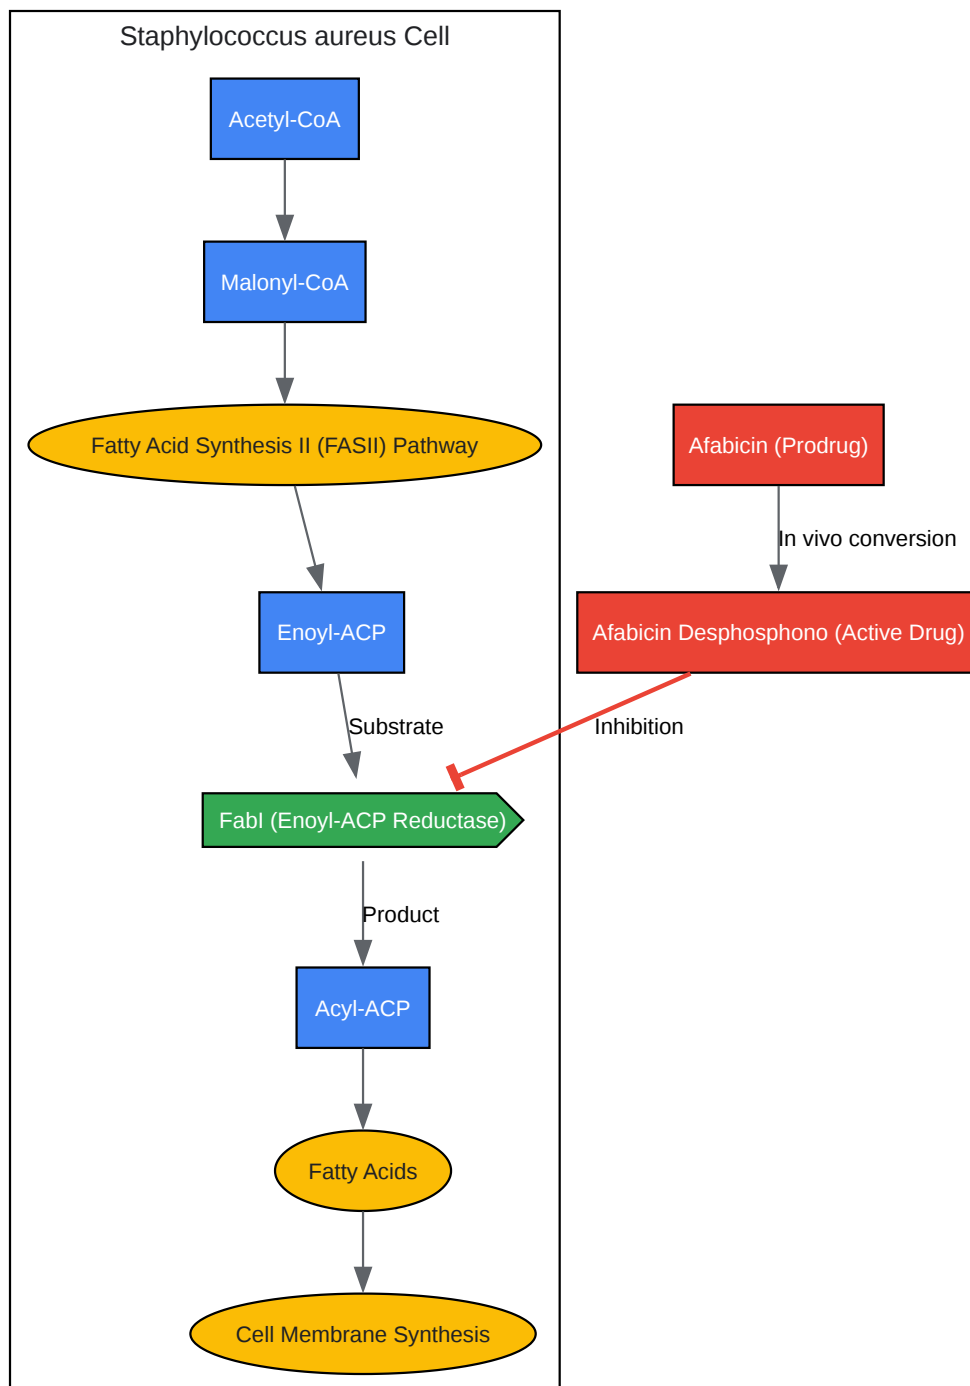 Staphylococcus aureus Cell
Acetyl-CoA
Malonyl-CoA
Fatty Acid Synthesis II (FASII) Pathway
Afabicin (Prodrug)
In vivo conversion
Enoyl-ACP
Afabicin Desphosphono (Active Drug)
Substrate
Inhibition
FabI (Enoyl-ACP Reductase)
Product
Acyl-ACP
Fatty Acids
Cell Membrane Synthesis